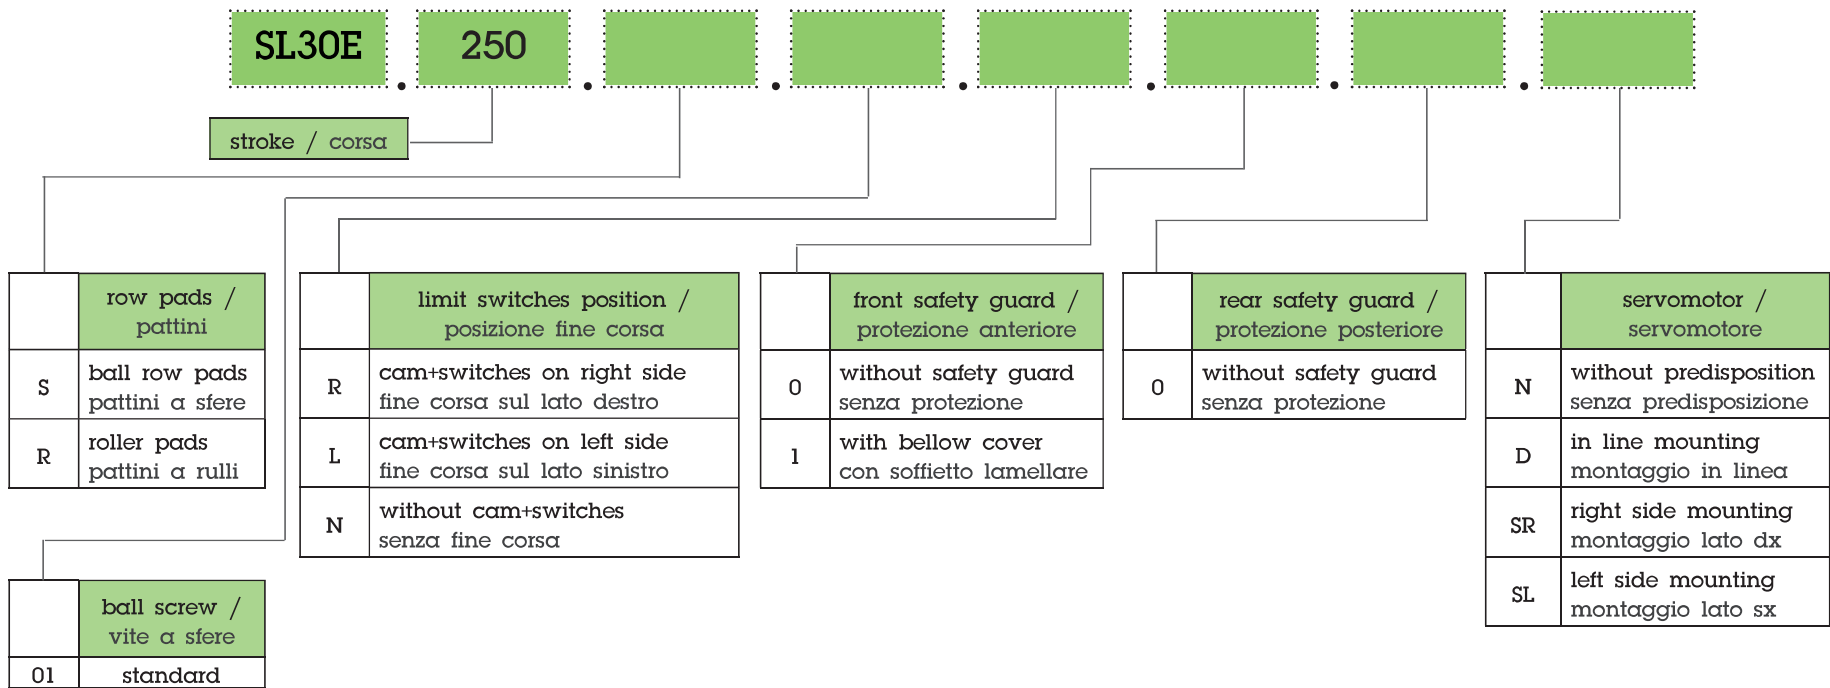 SL30E . 250 . . . . . .
stroke / corsa
row pads /
pattini
S
ball row pads
pattini a sfere
R
roller pads
pattini a rulli
ball screw /
vite a sfere
01
standard
limit switches position /
posizione fine corsa
R
cam+switches on right side
fine corsa sul lato destro
L
cam+switches on left side
fine corsa sul lato sinistro
N
without cam+switches
senza fine corsa
front safety guard /
protezione anteriore
0
without safety guard
senza protezione
1
with bellow cover
con soffietto lamellare
rear safety guard /
protezione posteriore
0
without safety guard
senza protezione
servomotor /
servomotore
N
without predisposition
senza predisposizione
D
in line mounting
montaggio in linea
SR
right side mounting
montaggio lato dx
SL
left side mounting
montaggio lato sx